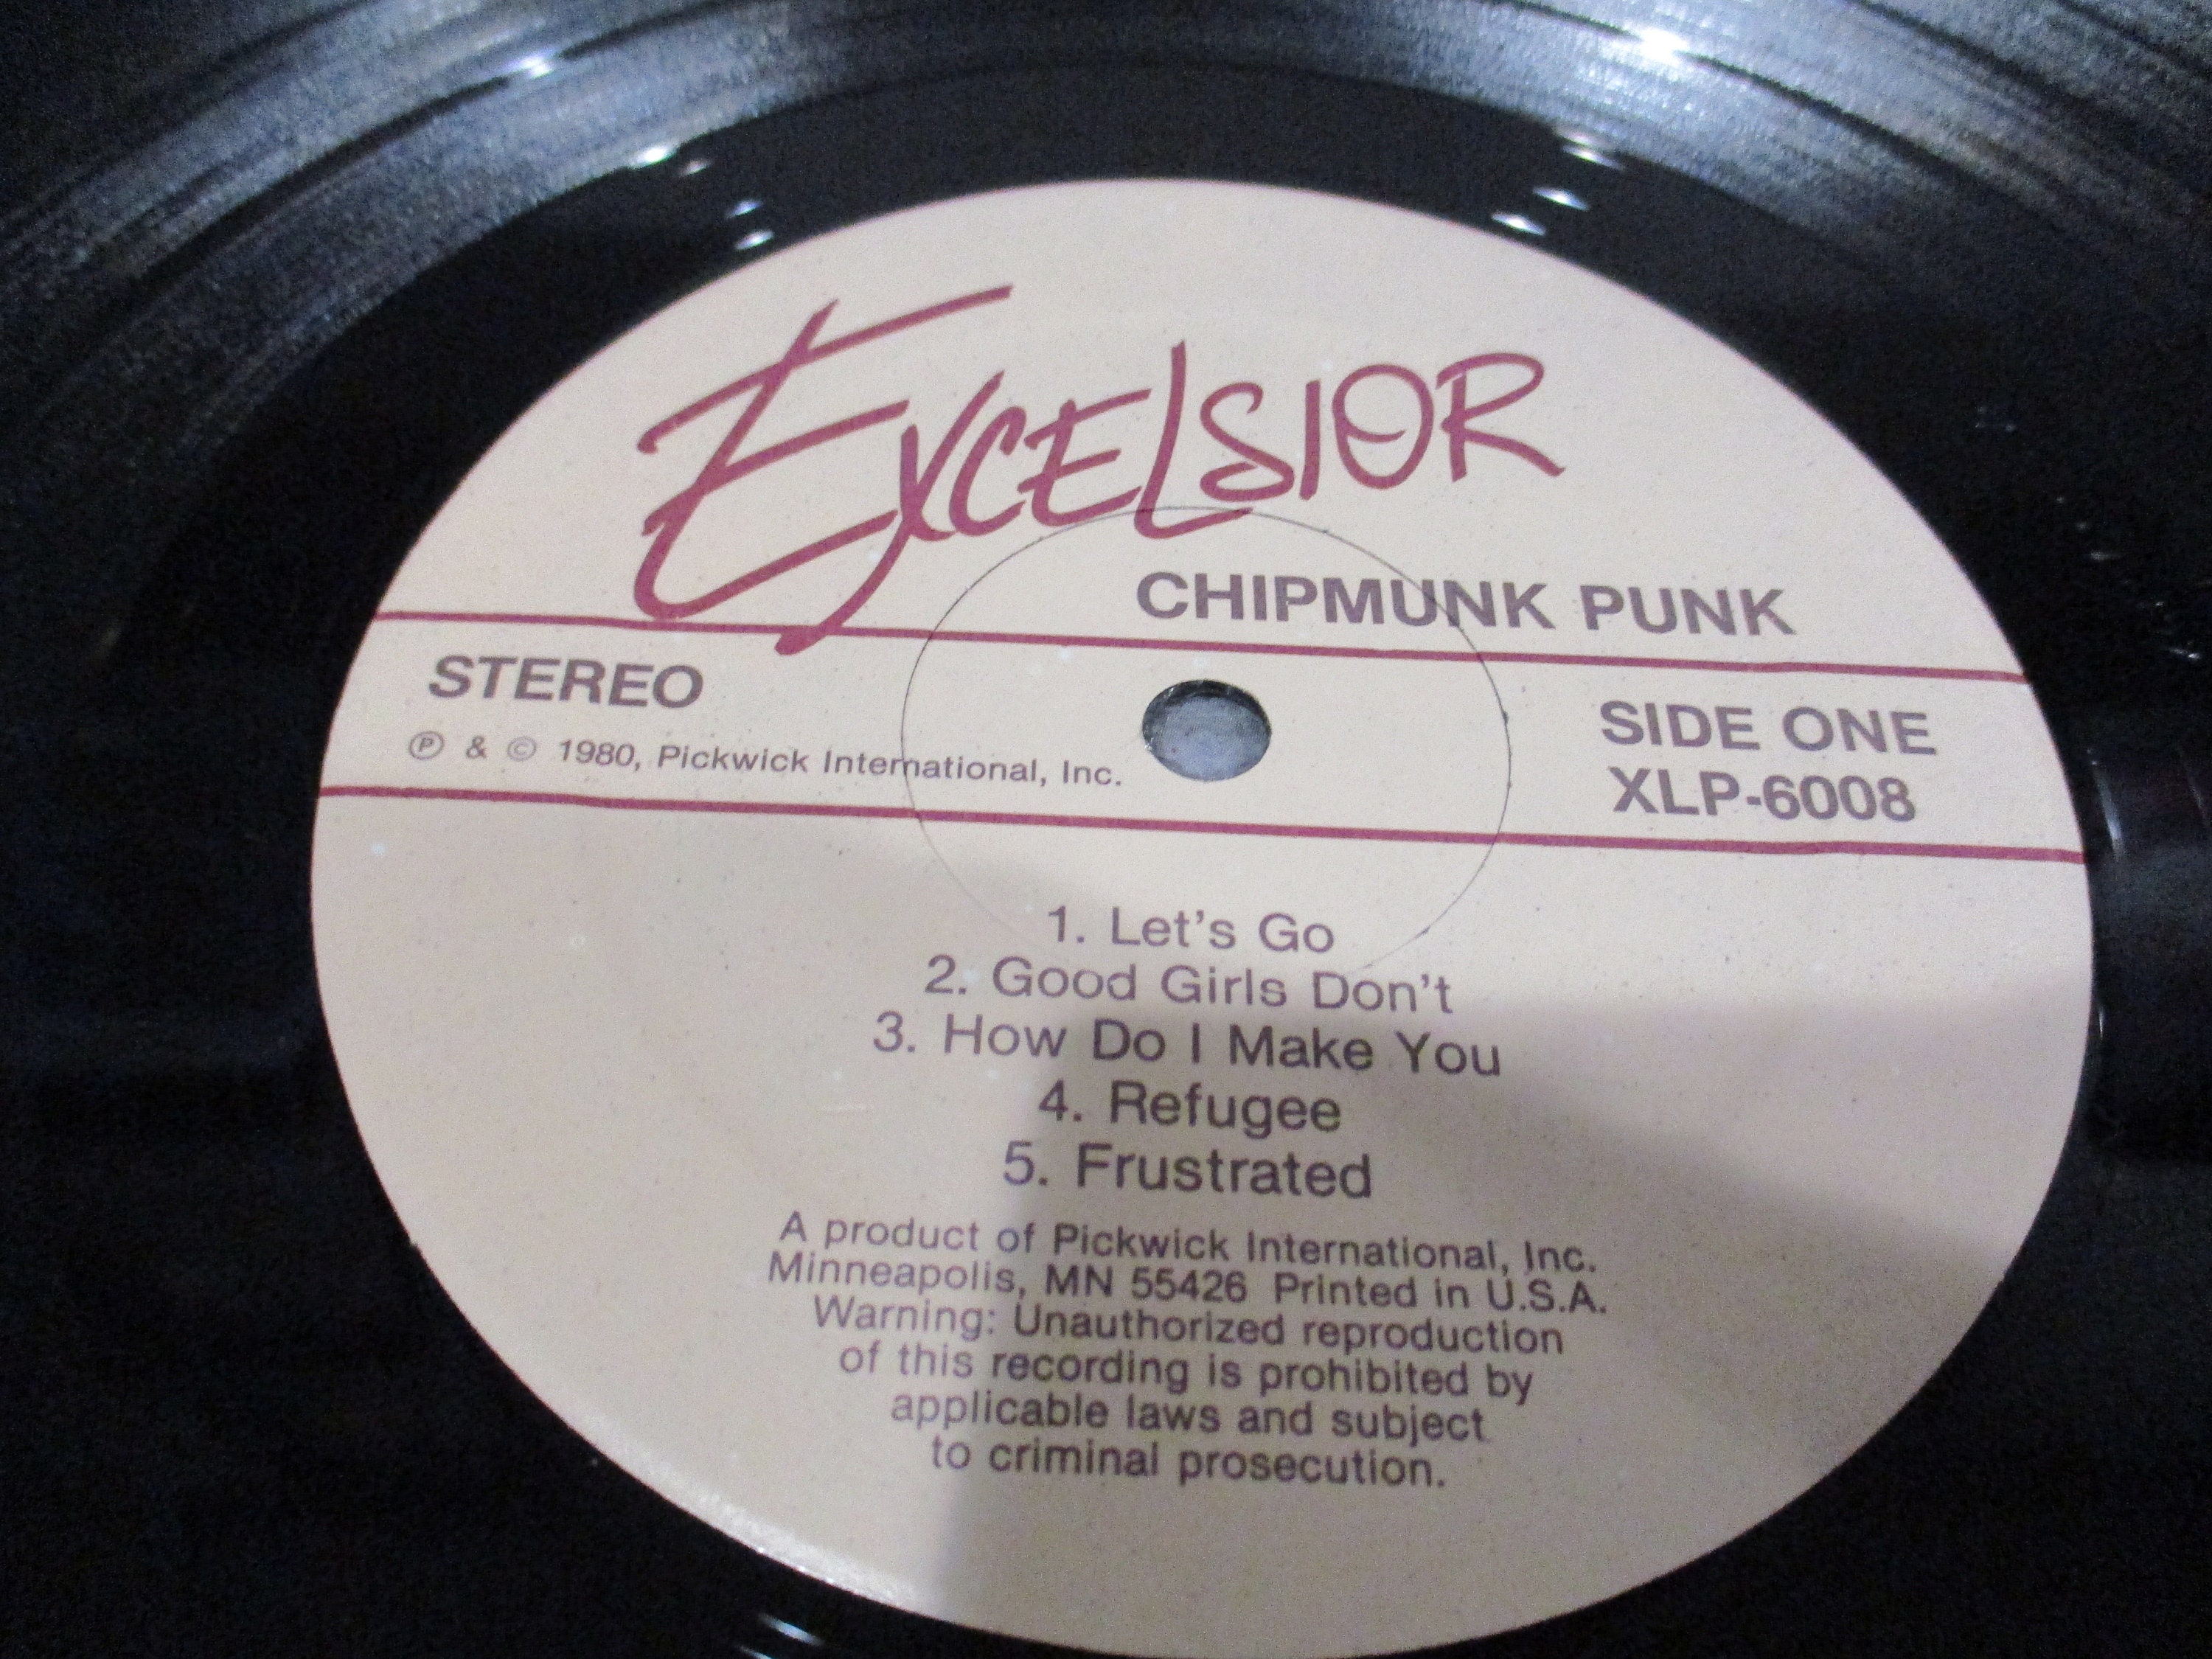 EXCELSIOR
CHIPMUNK PUNK
STEREO
℗ & © 1980, Pickwick International, Inc.
SIDE ONE
XLP-6008
1. Let's Go
2. Good Girls Don't
3. How Do I Make You
4. Refugee
5. Frustrated
A product of Pickwick International, Inc.
Minneapolis, MN 55426 Printed in U.S.A.
Warning: Unauthorized reproduction
of this recording is prohibited by
applicable laws and subject
to criminal prosecution.